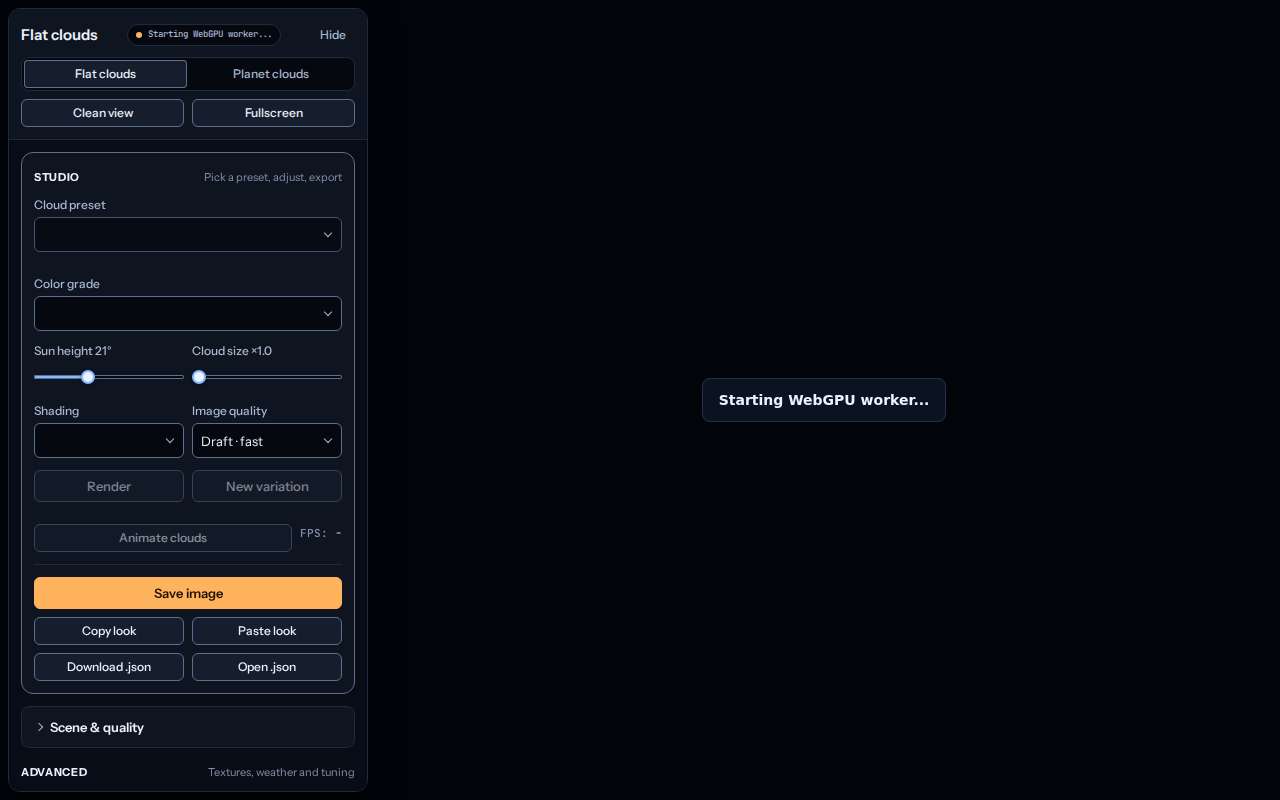 Flat clouds
Starting WebGPU worker...
Hide
Flat clouds
Planet clouds
Clean view
Fullscreen
STUDIO
Pick a preset, adjust, export
Cloud preset
Color grade
Sun height 21°
Cloud size ×1.0
Shading
Image quality
Draft · fast
Render
New variation
Animate clouds
FPS: -
Save image
Copy look
Paste look
Download .json
Open .json
Scene & quality
ADVANCED
Textures, weather and tuning
Starting WebGPU worker...